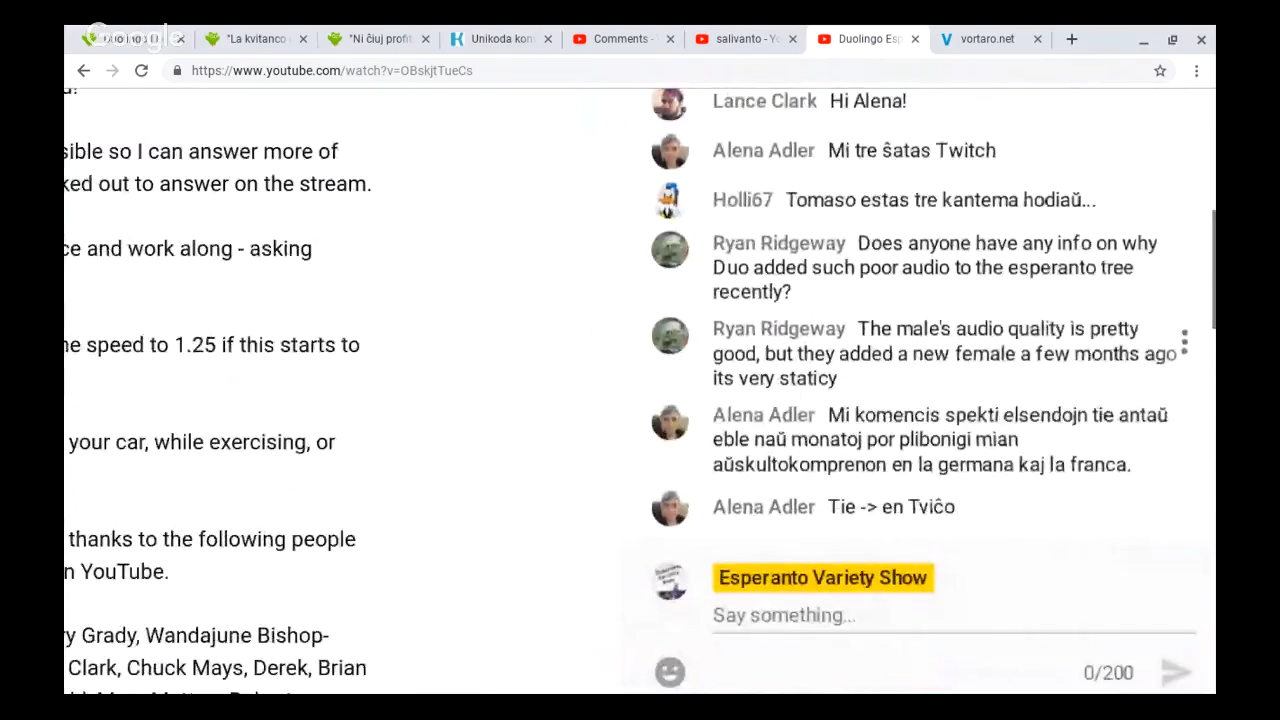 Google
"La kvitanco
"Ni ĉiuj profit
Unikoda kon
Comments -
salivanto - Yo
Duolingo Esp
vortaro.net
https://www.youtube.com/watch?v=OBskjtTueCs
sible so I can answer more of
ked out to answer on the stream.
ce and work along - asking
ne speed to 1.25 if this starts to
your car, while exercising, or
thanks to the following people
n YouTube.
ry Grady, Wandajune Bishop-
Clark, Chuck Mays, Derek, Brian
Lance Clark Hi Alena!
Alena Adler Mi tre ŝatas Twitch
Holli67 Tomaso estas tre kantema hodiaŭ...
Ryan Ridgeway Does anyone have any info on why
Duo added such poor audio to the esperanto tree
recently?
Ryan Ridgeway The male's audio quality is pretty
good, but they added a new female a few months ago
its very staticy
Alena Adler Mi komencis spekti elsendojn tie antaŭ
eble naŭ monatoj por plibonigi mian
aŭskultokomprenon en la germana kaj la franca.
Alena Adler Tie -> en Tviĉo
Esperanto Variety Show
Say something...
0/200